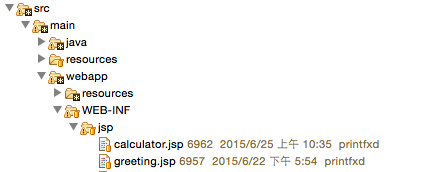 src
main
java
resources
webapp
resources
WEB-INF
jsp
calculator.jsp 6962 2015/6/25 上午 10:35 printfxd
greeting.jsp 6957 2015/6/22 下午 5:54 printfxd